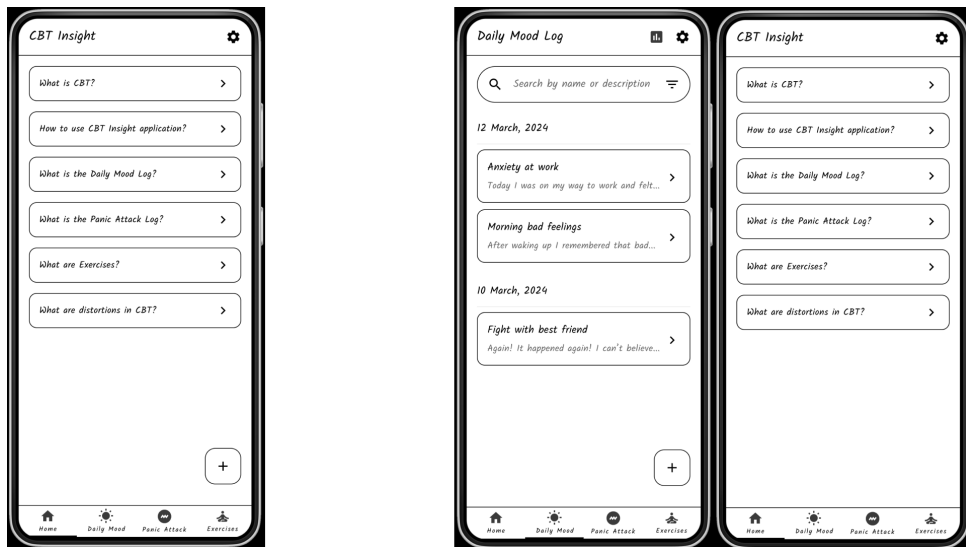 CBT Insight
What is CBT?
How to use CBT Insight application?
What is the Daily Mood Log?
What is the Panic Attack Log?
What are Exercises?
What are distortions in CBT?
+
Home Daily Mood Panic Attack Exercises
Daily Mood Log
Search by name or description
12 March, 2024
Anxiety at work
Today I was on my way to work and felt...
Morning bad feelings
After waking up I remembered that bad...
10 March, 2024
Fight with best friend
Again! It happened again! I can't believe...
+
Home Daily Mood Panic Attack Exercises
CBT Insight
What is CBT?
How to use CBT Insight application?
What is the Daily Mood Log?
What is the Panic Attack Log?
What are Exercises?
What are distortions in CBT?
Home Daily Mood Panic Attack Exercises